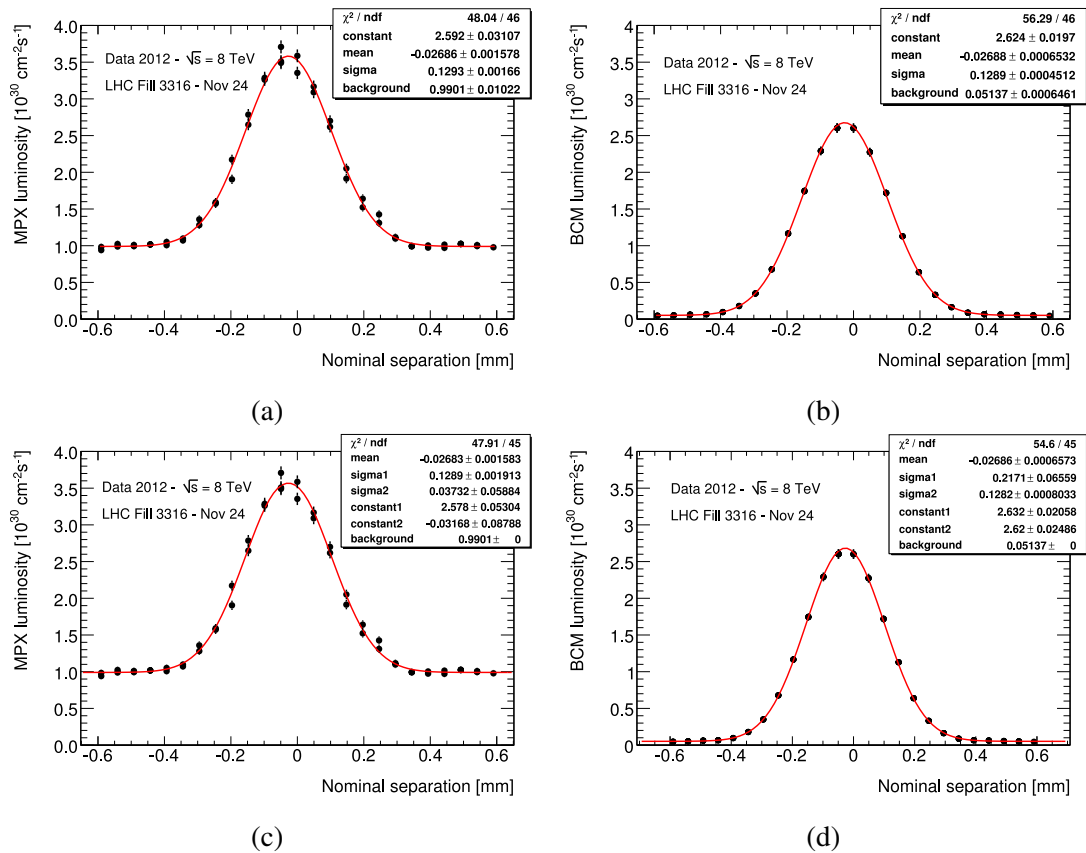 χ² / ndf 48.04 / 46
constant 2.592 ± 0.03107
mean -0.02686 ± 0.001578
sigma 0.1293 ± 0.00166
background 0.9901 ± 0.01022
Data 2012 - √s = 8 TeV
LHC Fill 3316 - Nov 24
MPX luminosity [10³⁰ cm⁻²s⁻¹]
4.0
3.5
3.0
2.5
2.0
1.5
1.0
0.5
0.0
-0.6 -0.4 -0.2 0 0.2 0.4 0.6
Nominal separation [mm]
(a)
χ² / ndf 56.29 / 46
constant 2.624 ± 0.0197
mean -0.02688 ± 0.0006532
sigma 0.1289 ± 0.0004512
background 0.05137 ± 0.0006461
Data 2012 - √s = 8 TeV
LHC Fill 3316 - Nov 24
BCM luminosity [10³⁰ cm⁻²s⁻¹]
4
3.5
3
2.5
2
1.5
1
0.5
0
-0.6 -0.4 -0.2 0 0.2 0.4 0.6
Nominal separation [mm]
(b)
χ² / ndf 47.91 / 45
mean -0.02683 ± 0.001583
sigma1 0.1289 ± 0.001913
sigma2 0.03732 ± 0.05884
constant1 2.578 ± 0.05304
constant2 -0.03168 ± 0.08788
background 0.9901 ± 0
Data 2012 - √s = 8 TeV
LHC Fill 3316 - Nov 24
MPX luminosity [10³⁰ cm⁻²s⁻¹]
4.0
3.5
3.0
2.5
2.0
1.5
1.0
0.5
0.0
-0.6 -0.4 -0.2 0 0.2 0.4 0.6
Nominal separation [mm]
(c)
χ² / ndf 54.6 / 45
mean -0.02686 ± 0.0006573
sigma1 0.2171 ± 0.06559
sigma2 0.1282 ± 0.0008033
constant1 2.632 ± 0.02058
constant2 2.62 ± 0.02486
background 0.05137 ± 0
Data 2012 - √s = 8 TeV
LHC Fill 3316 - Nov 24
BCM luminosity [10³⁰ cm⁻²s⁻¹]
4
3.5
3
2.5
2
1.5
1
0.5
0
-0.6 -0.4 -0.2 0 0.2 0.4 0.6
Nominal separation [mm]
(d)